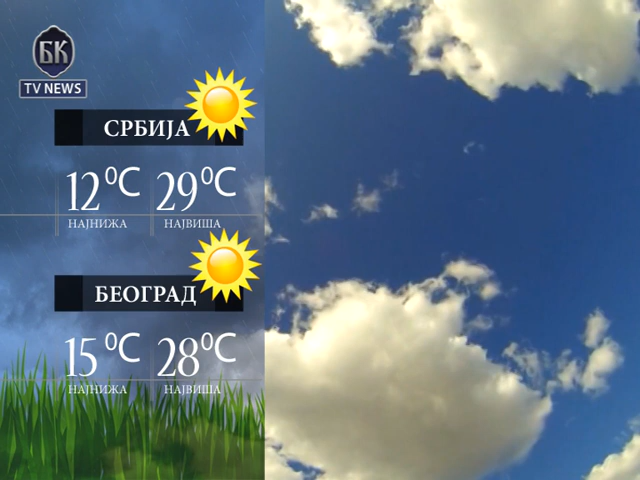 БК
TV NEWS
СРБИЈА
12°C 29°C
НАЈНИЖА НАЈВИША
БЕОГРАД
15°C 28°C
НАЈНИЖА НАЈВИША